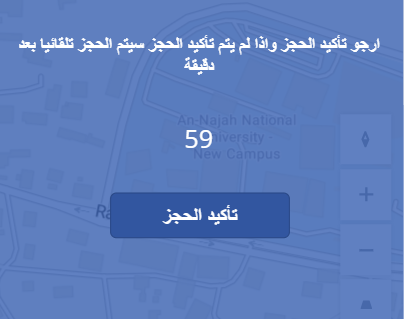 ارجو تأكيد الحجز واذا لم يتم تأكيد الحجز سيتم الحجز تلقائيا بعد
دقيقة
An-Najah National
University
59
New Campus
تأكيد الحجز